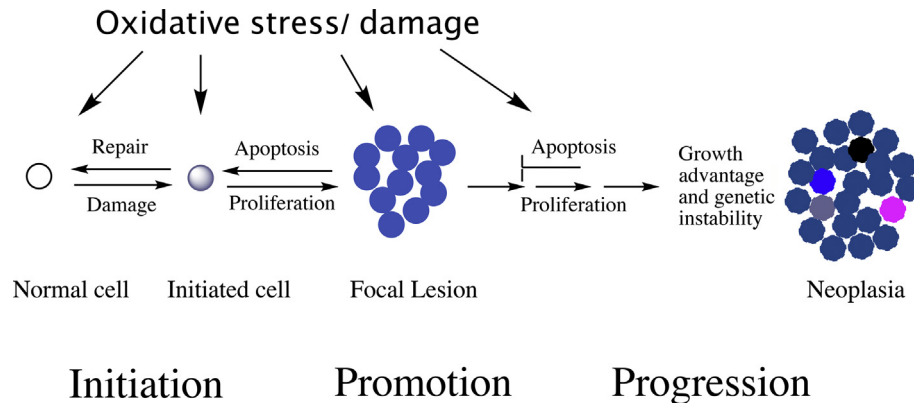 Oxidative stress/ damage
Repair
Damage
Apoptosis
Proliferation
Apoptosis
Proliferation
Growth
advantage
and genetic
instability
Normal cell
Initiated cell
Focal Lesion
Neoplasia
Initiation
Promotion
Progression